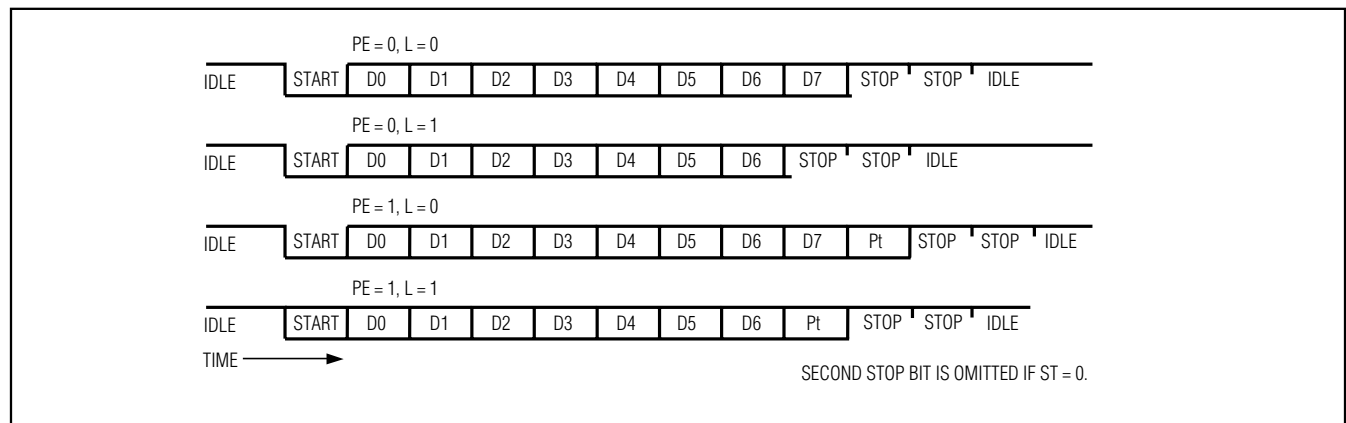 PE = 0, L = 0
IDLE START D0 D1 D2 D3 D4 D5 D6 D7 STOP STOP IDLE
PE = 0, L = 1
IDLE START D0 D1 D2 D3 D4 D5 D6 STOP STOP IDLE
PE = 1, L = 0
IDLE START D0 D1 D2 D3 D4 D5 D6 D7 Pt STOP STOP IDLE
PE = 1, L = 1
IDLE START D0 D1 D2 D3 D4 D5 D6 Pt STOP STOP IDLE
TIME
SECOND STOP BIT IS OMITTED IF ST = 0.